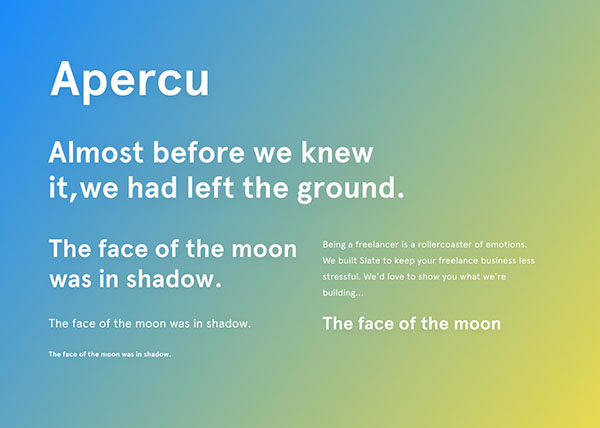 Apercu
Almost before we knew
it,we had left the ground.
The face of the moon
was in shadow.
The face of the moon was in shadow.
The face of the moon was in shadow.
Being a freelancer is a rollercoaster of emotions.
We built Slate to keep your freelance business less
stressful. We'd love to show you what we're
building...
The face of the moon